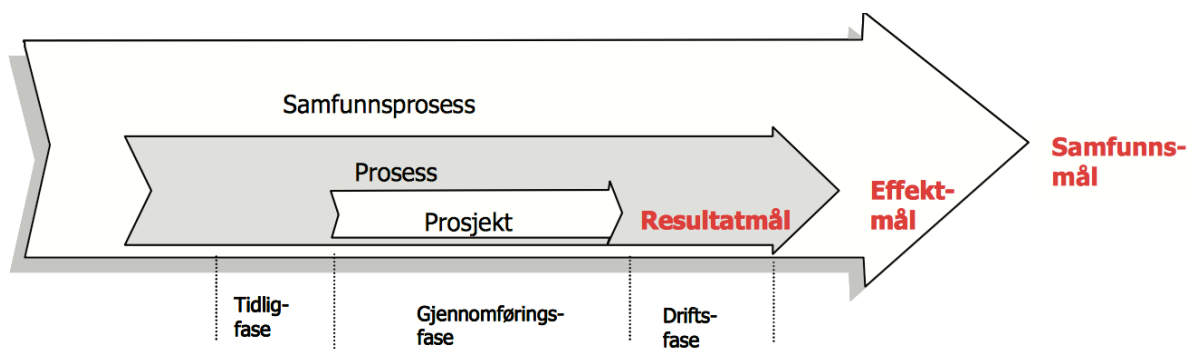 Samfunnsprosess
Prosess
Prosjekt
Resultatmål
Effekt-
mål
Samfunns-
mål
Tidlig-
fase
Gjennomførings-
fase
Drifts-
fase